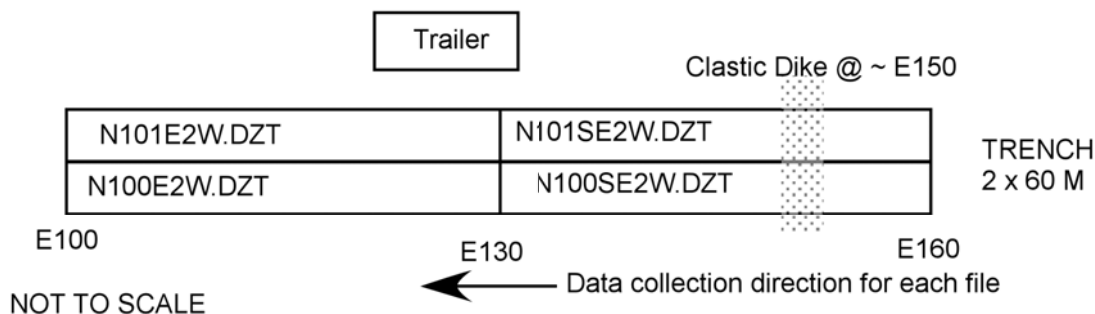 Trailer
Clastic Dike @ ~ E150
N101E2W.DZT
N101SE2W.DZT
N100E2W.DZT
N100SE2W.DZT
TRENCH
2 x 60 M
E100
E130
E160
Data collection direction for each file
NOT TO SCALE